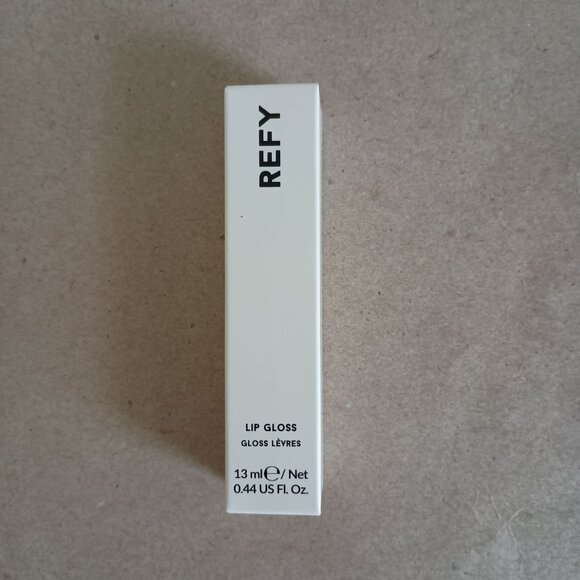 REFY
LIP GLOSS
GLOSS LÈVRES
13 ml℮/ Net
0.44 US Fl. Oz.